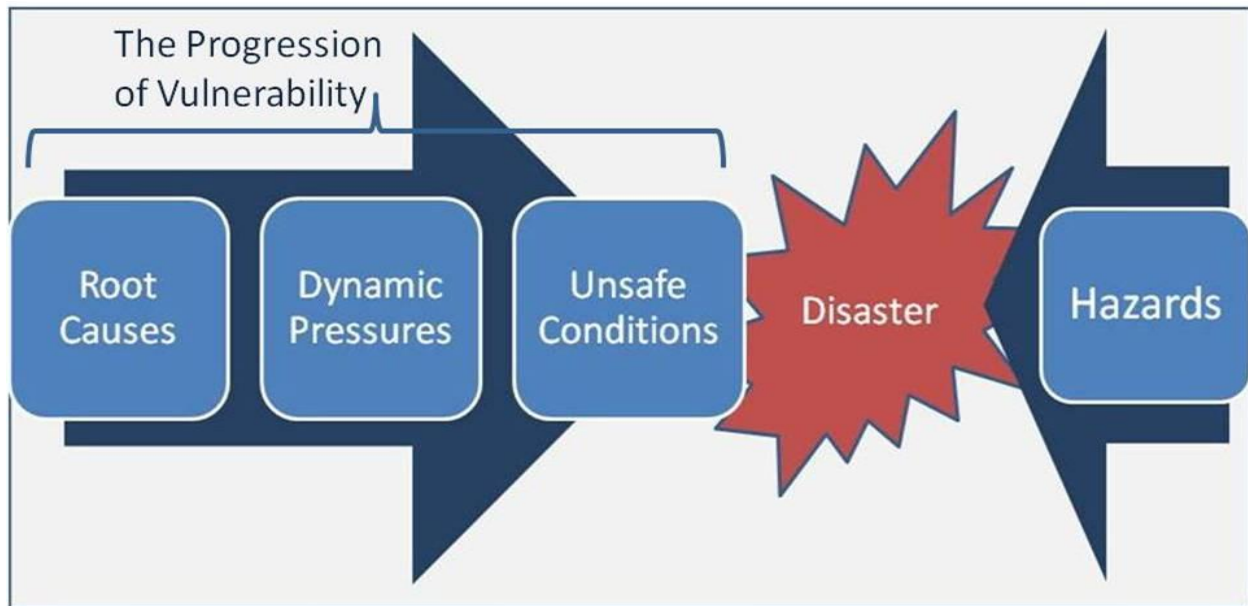 The Progression
of Vulnerability
Root
Causes
Dynamic
Pressures
Unsafe
Conditions
Disaster
Hazards